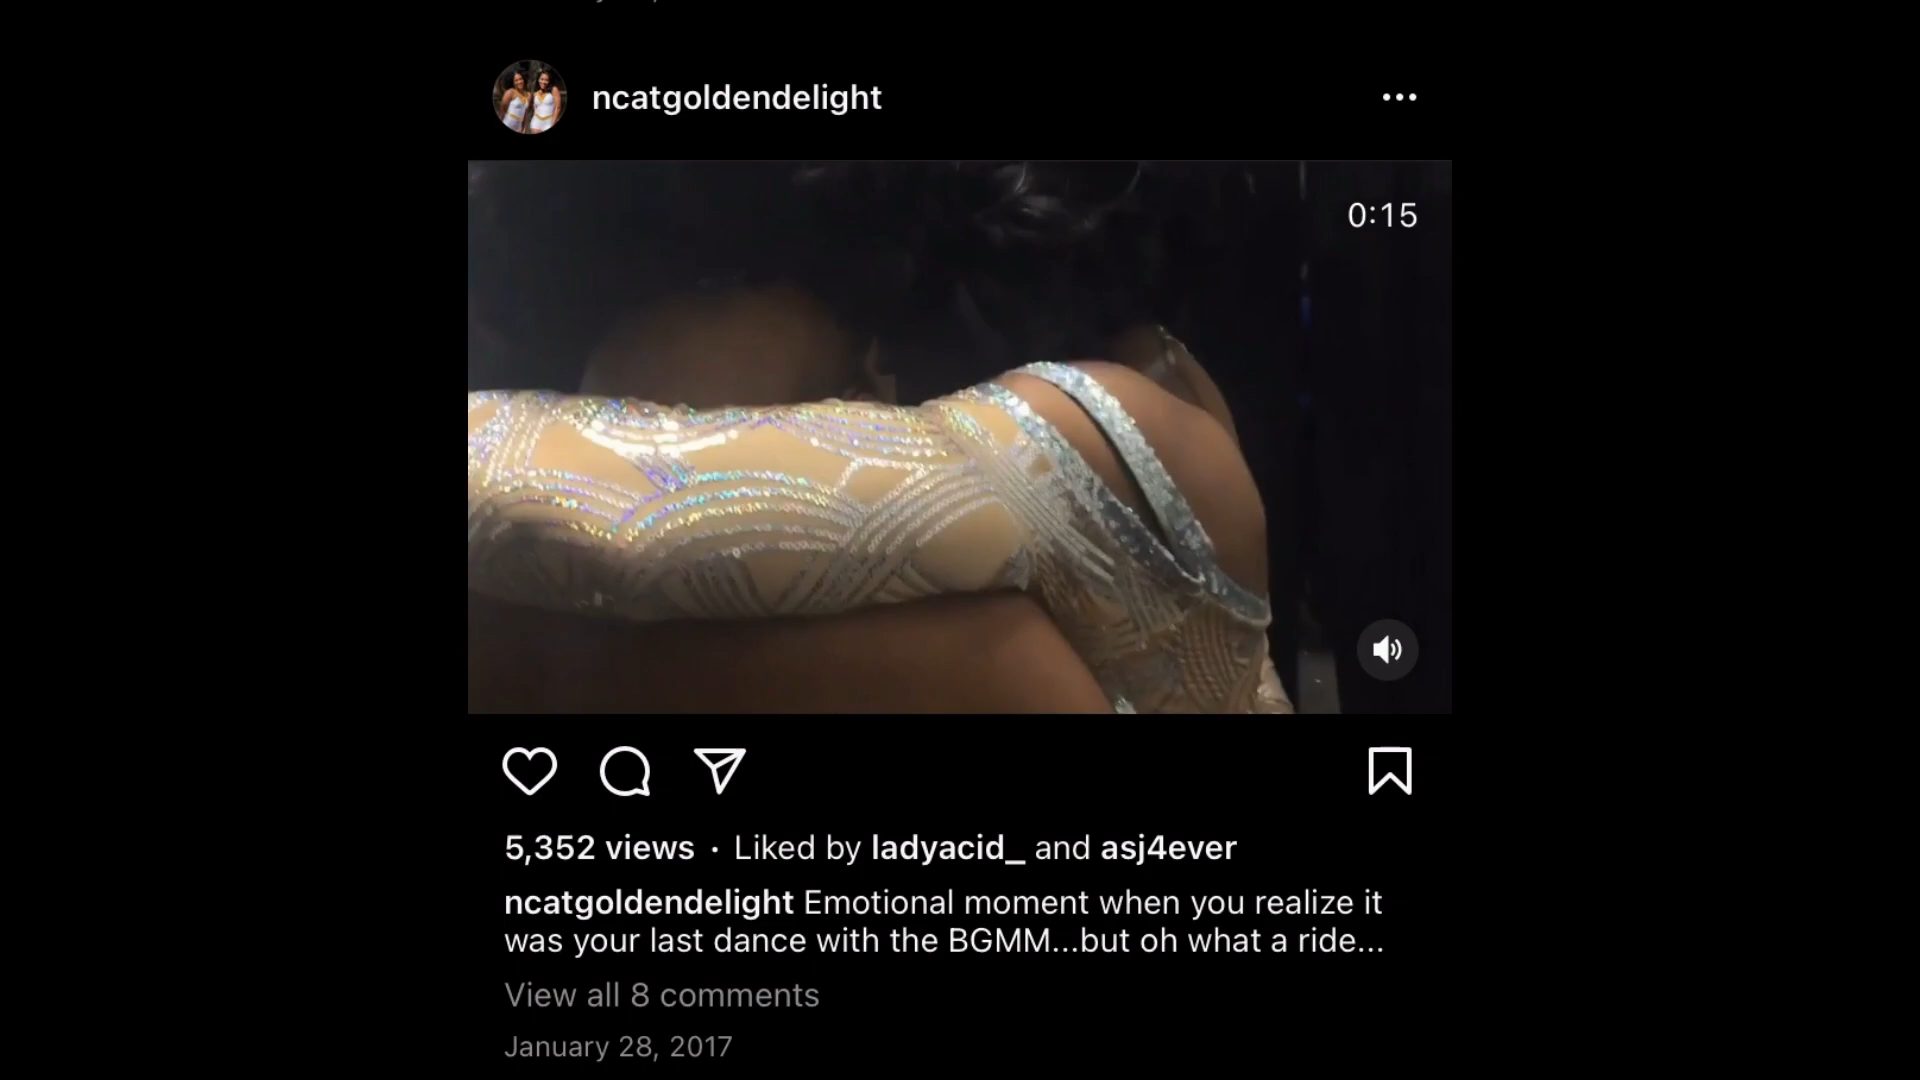 ncatgoldendelight
0:15
5,352 views · Liked by ladyacid_ and asj4ever
ncatgoldendelight Emotional moment when you realize it
was your last dance with the BGMM...but oh what a ride...
View all 8 comments
January 28, 2017